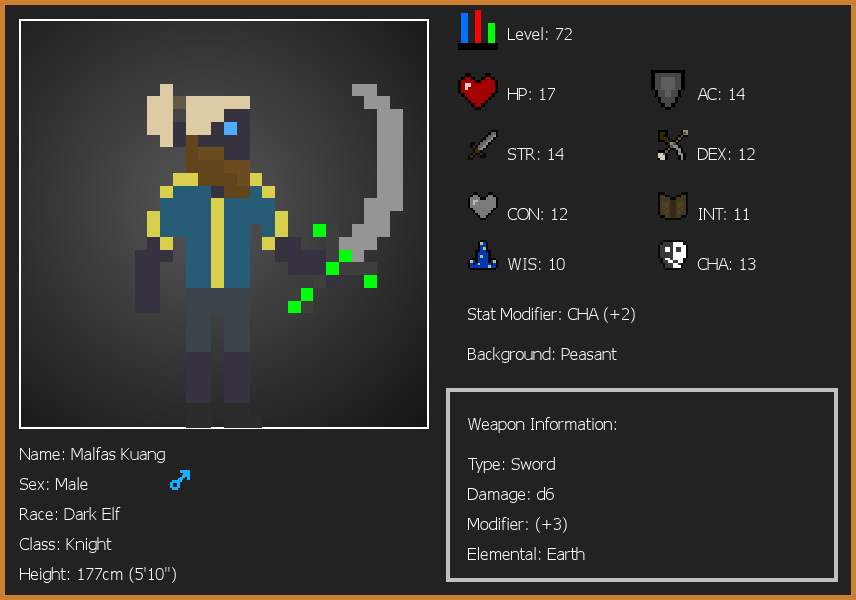 Level: 72
HP: 17
AC: 14
STR: 14
DEX: 12
CON: 12
INT: 11
WIS: 10
CHA: 13
Stat Modifier: CHA (+2)
Background: Peasant
Weapon Information:
Type: Sword
Damage: d6
Modifier: (+3)
Elemental: Earth
Name: Malfas Kuang
Sex: Male
Race: Dark Elf
Class: Knight
Height: 177cm (5'10")